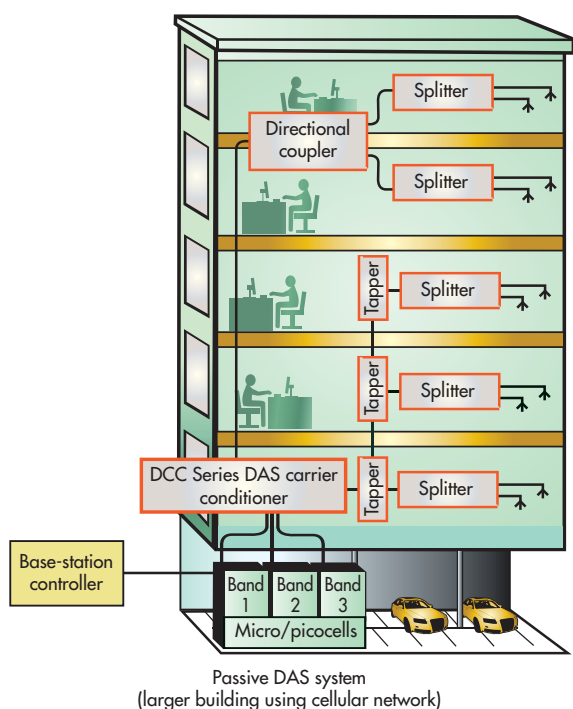 Splitter
Directional
coupler
Splitter
Tapper
Splitter
Tapper
Splitter
DCC Series DAS carrier
conditioner
Tapper
Splitter
Base-station
controller
Band
1
Band
2
Band
3
Micro/picocells
Passive DAS system
(larger building using cellular network)